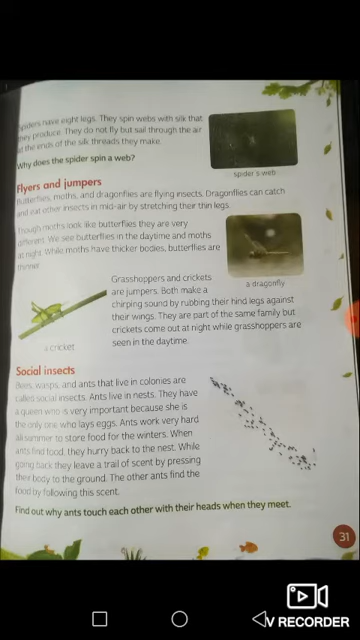 Spiders have eight legs. They spin webs with silk that
they produce. They do not fly but sail through the air
at the ends of the silk threads they make.
Why does the spider spin a web?
spider's web
Flyers and jumpers
Butterflies, moths, and dragonflies are flying insects. Dragonflies can catch
and eat other insects in mid-air by stretching their thin legs.
Though moths look like butterflies they are very
different. We see butterflies in the daytime and moths
at night. While moths have thicker bodies, butterflies are
thinner.
a dragonfly
Grasshoppers and crickets
are jumpers. Both make a
chirping sound by rubbing their hind legs against
their wings. They are part of the same family but
crickets come out at night while grasshoppers are
seen in the daytime.
a cricket
Social insects
Bees, wasps, and ants that live in colonies are
called social insects. Ants live in nests. They have
a queen who is very important because she is
the only one who lays eggs. Ants work very hard
all summer to store food for the winters. When
ants find food, they hurry back to the nest. While
going back they leave a trail of scent by pressing
their body to the ground. The other ants find the
food by following this scent.
Find out why ants touch each other with their heads when they meet.
31
V RECORDER